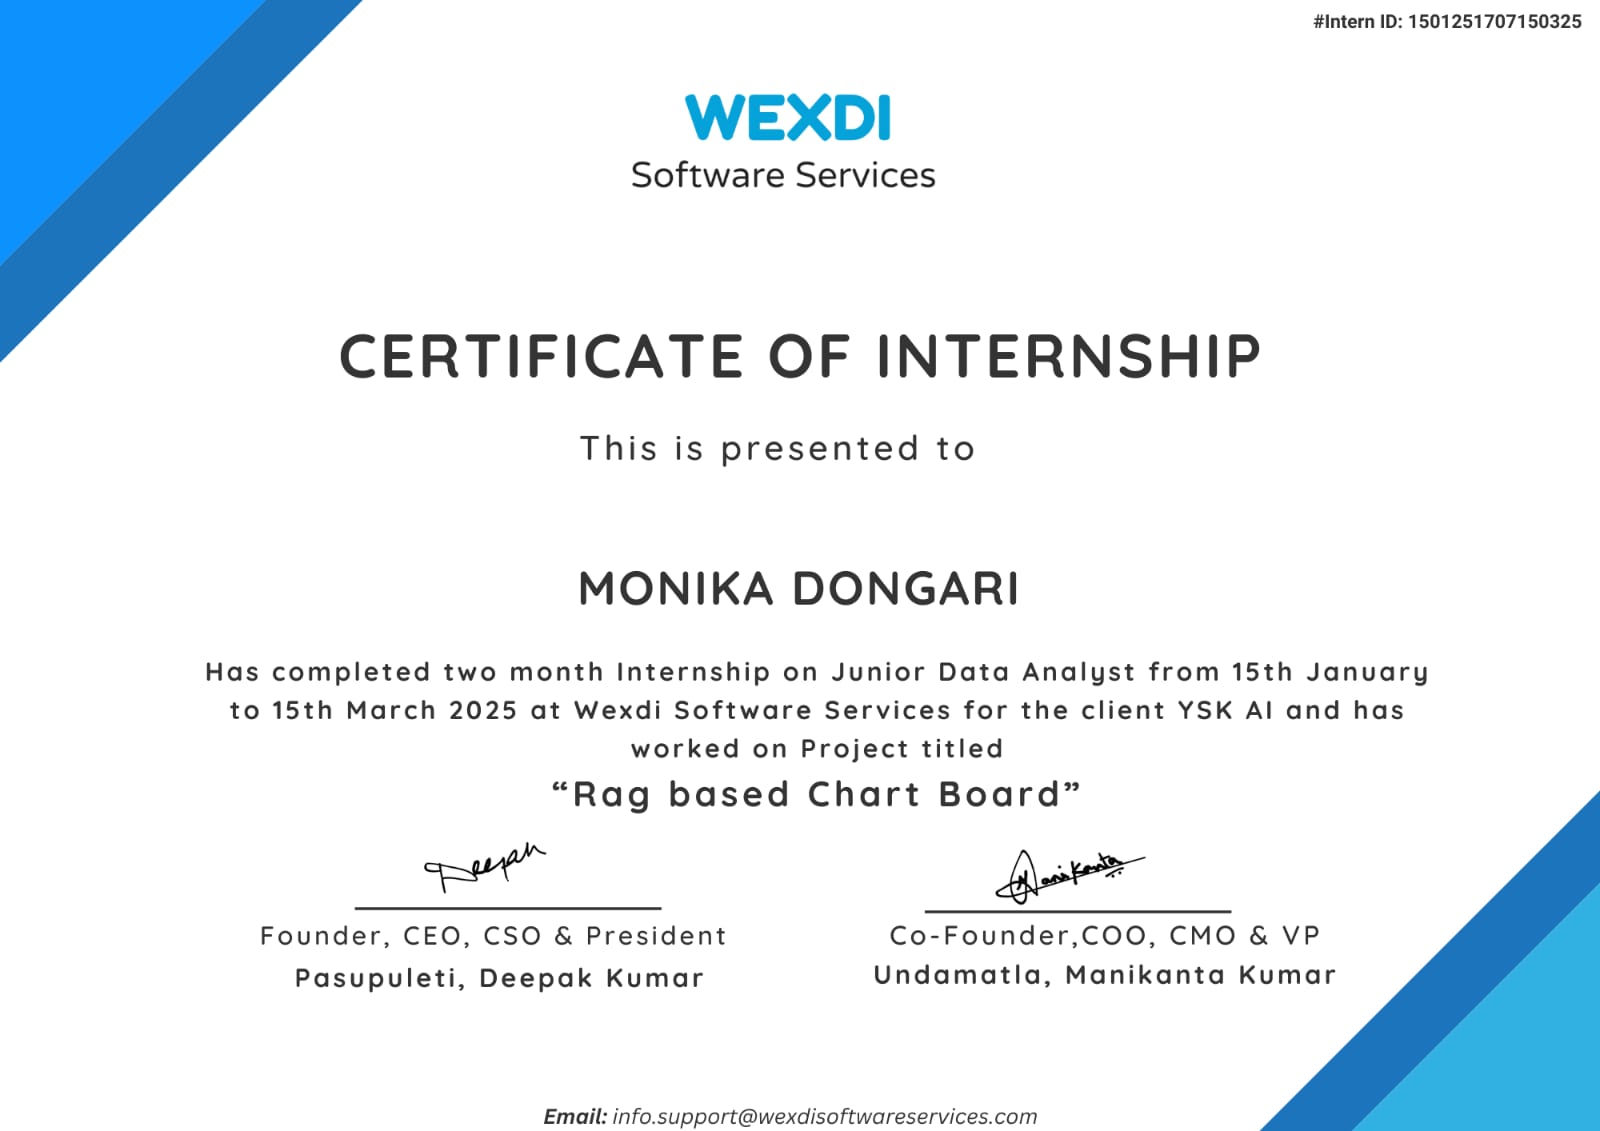 #Intern ID: 1501251707150325
WEXDI
Software Services
CERTIFICATE OF INTERNSHIP
This is presented to
MONIKA DONGARI
Has completed two month Internship on Junior Data Analyst from 15th January
to 15th March 2025 at Wexdi Software Services for the client YSK AI and has
worked on Project titled
“Rag based Chart Board”
Deepak
Manikanta
Founder, CEO, CSO & President
Co-Founder,COO, CMO & VP
Pasupuleti, Deepak Kumar
Undamatla, Manikanta Kumar
Email: info.support@wexdisoftwareservices.com